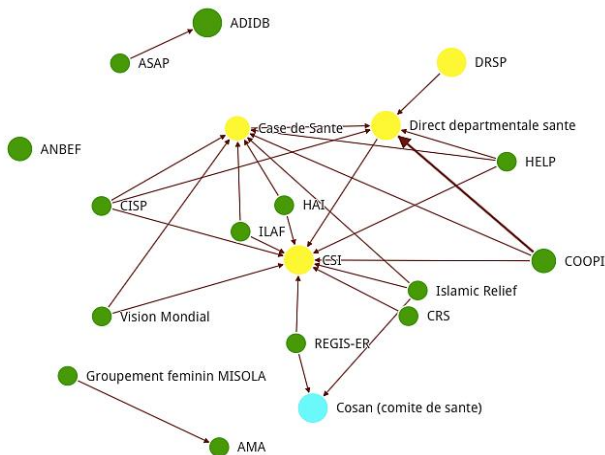 ADIDB
ASAP
DRSP
Case de Sante
Direct departmentale sante
ANBEF
HELP
CISP
HAI
ILAF
CSI
COOPI
Islamic Relief
Vision Mondial
CRS
REGIS-ER
Groupement feminin MISOLA
Cosan (comite de sante)
AMA